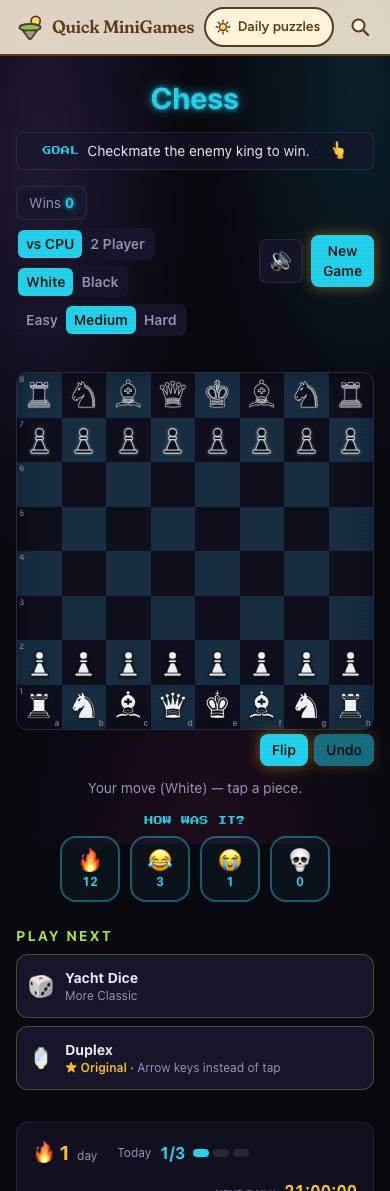 Quick MiniGames
Daily puzzles
Chess
GOAL Checkmate the enemy king to win.
Wins 0
vs CPU 2 Player
White Black
Easy Medium Hard
New
Game
8
7
6
5
4
3
2
1
a b c d e f g h
Flip Undo
Your move (White) — tap a piece.
HOW WAS IT?
12 3 1 0
PLAY NEXT
Yacht Dice
More Classic
Duplex
Original · Arrow keys instead of tap
1 day Today 1/3
21:00:00